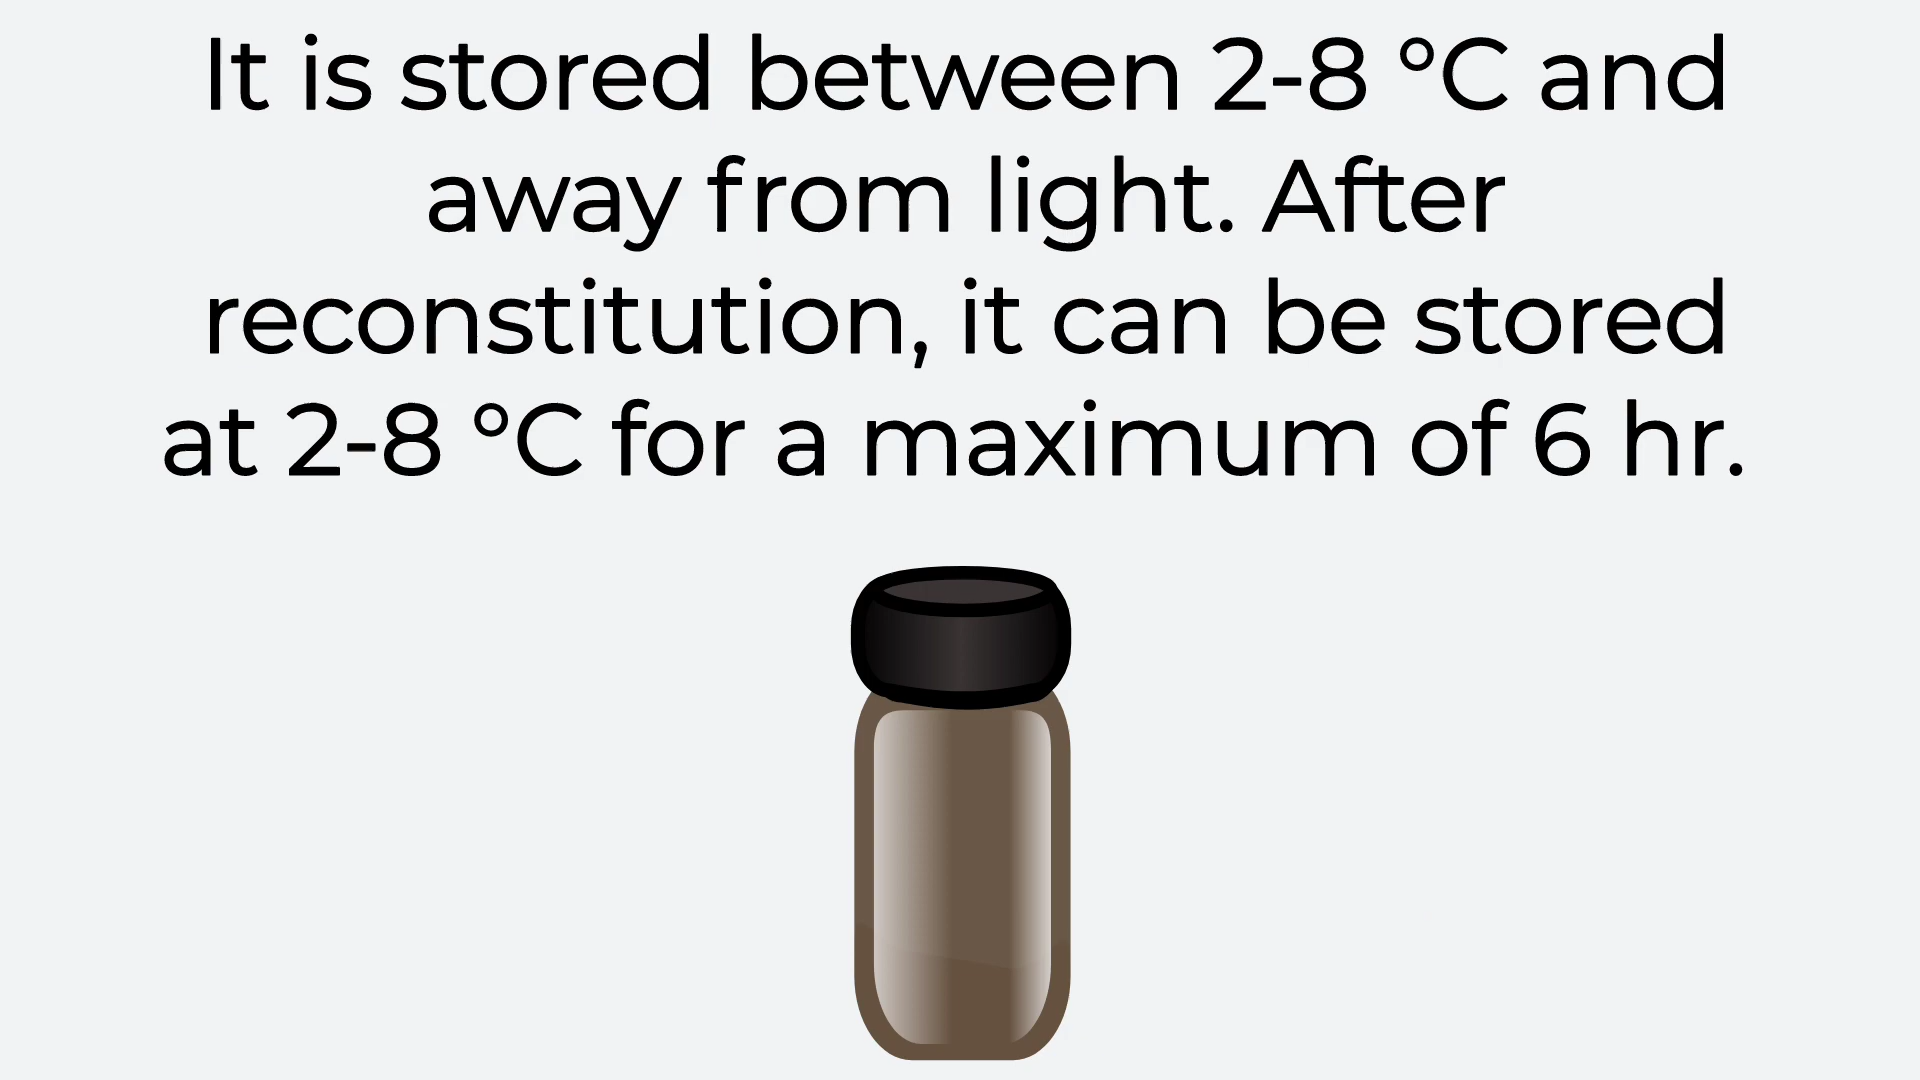 It is stored between 2-8 °C and
away from light. After
reconstitution, it can be stored
at 2-8 °C for a maximum of 6 hr.